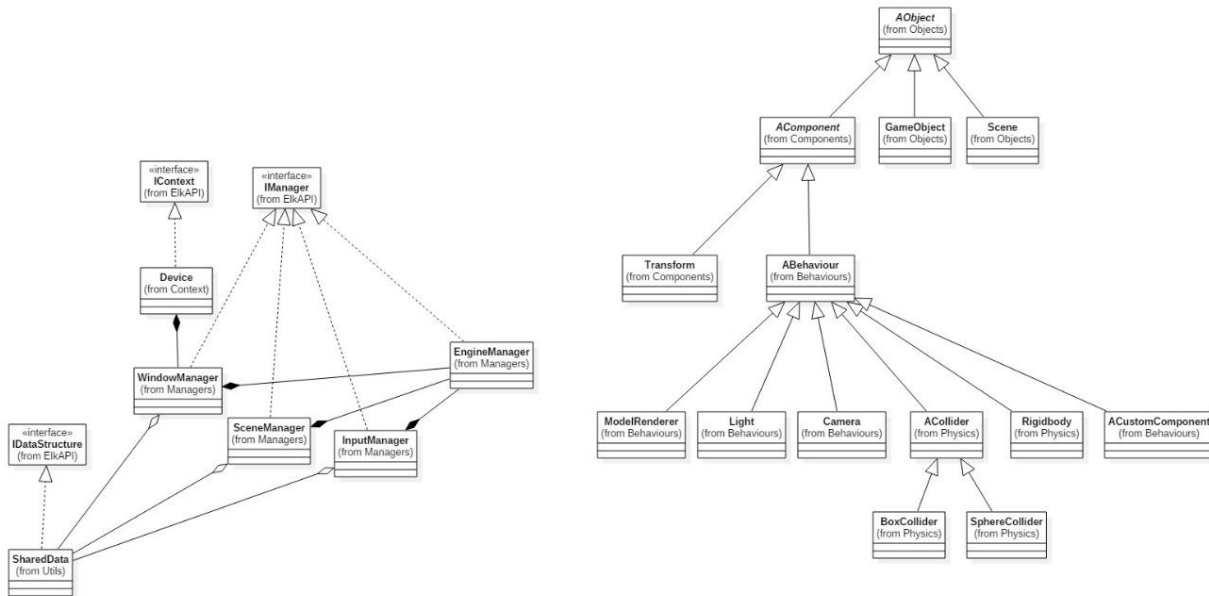 AObject
(from Objects)
AComponent
(from Components)
GameObject
(from Objects)
Scene
(from Objects)
«interface»
IContext
(from ElkAPI)
«interface»
IManager
(from ElkAPI)
Device
(from Context)
Transform
(from Components)
ABehaviour
(from Behaviours)
WindowManager
(from Managers)
EngineManager
(from Managers)
SceneManager
(from Managers)
InputManager
(from Managers)
«interface»
IDataStructure
(from ElkAPI)
ModelRenderer
(from Behaviours)
Light
(from Behaviours)
Camera
(from Behaviours)
ACollider
(from Physics)
Rigidbody
(from Physics)
ACustomComponent
(from Behaviours)
BoxCollider
(from Physics)
SphereCollider
(from Physics)
SharedData
(from Utils)